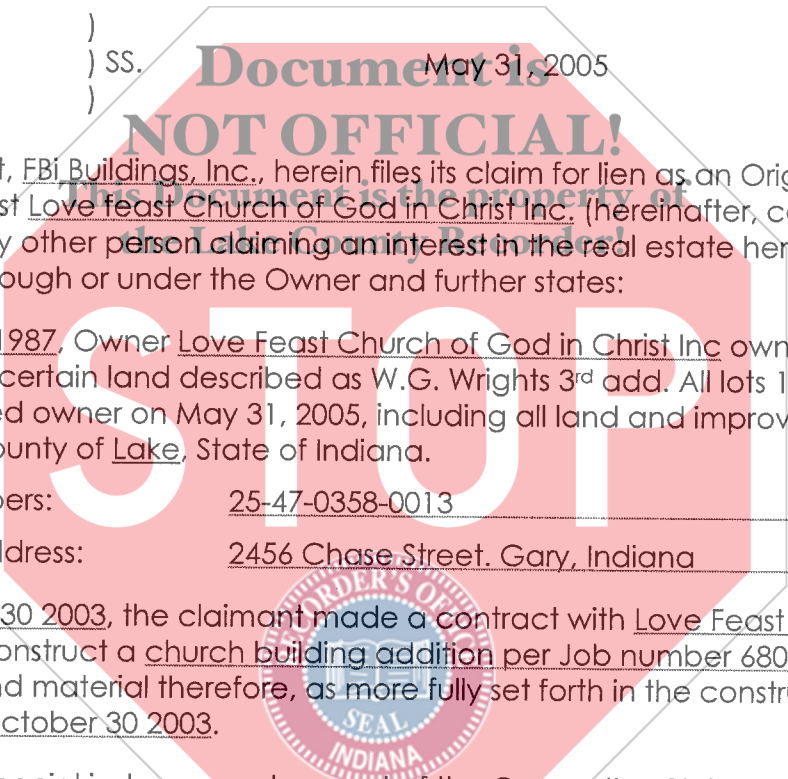 )
) SS. May 31, 2005
)
Document is
NOT OFFICIAL!
This Document is the property of
the Lake County Recorder!
STOP
t, FBi Buildings, Inc., herein files its claim for lien as an Orig
st Love feast Church of God in Christ Inc. (hereinafter, c
y other person claiming an interest in the real estate her
ough or under the Owner and further states:
1987, Owner Love Feast Church of God in Christ Inc own
certain land described as W.G. Wrights 3rd add. All lots 1
ed owner on May 31, 2005, including all land and improv
ounty of Lake, State of Indiana.
bers: 25-47-0358-0013
ddress: 2456 Chase Street. Gary, Indiana
30 2003, the claimant made a contract with Love Feast
onstruct a church building addition per Job number 680
nd material therefore, as more fully set forth in the constr
ctober 30 2003.
RECORDER'S OFFICE
SEAL
INDIANA